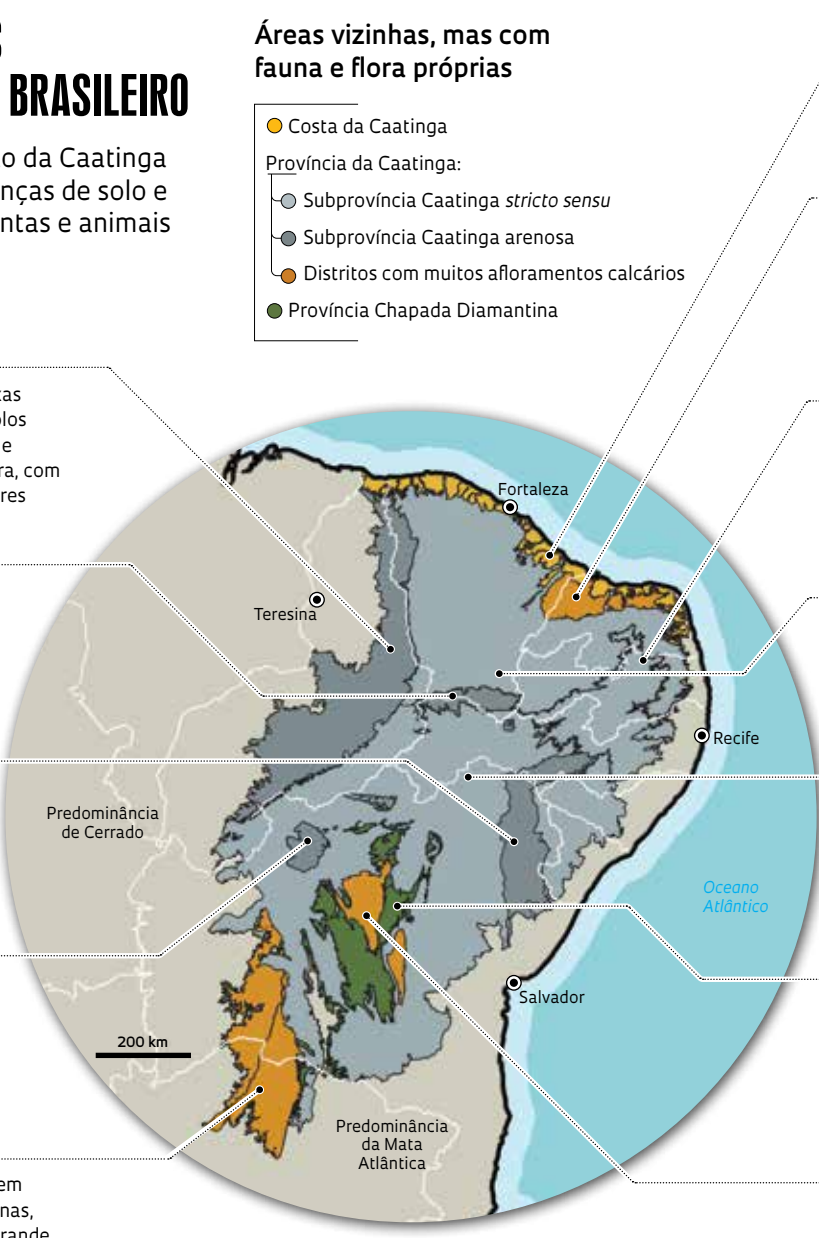 BRASILEIRO
o da Caatinga
nças de solo e
ntas e animais
Áreas vizinhas, mas com
fauna e flora próprias
Costa da Caatinga
Província da Caatinga:
Subprovíncia Caatinga stricto sensu
Subprovíncia Caatinga arenosa
Distritos com muitos afloramentos calcários
Província Chapada Diamantina
tas
olos
e
ra, com
res
Fortaleza
Teresina
Recife
Predominância
de Cerrado
Oceano
Atlântico
Salvador
200 km
Predominância
da Mata
Atlântica
em
nas,
rande